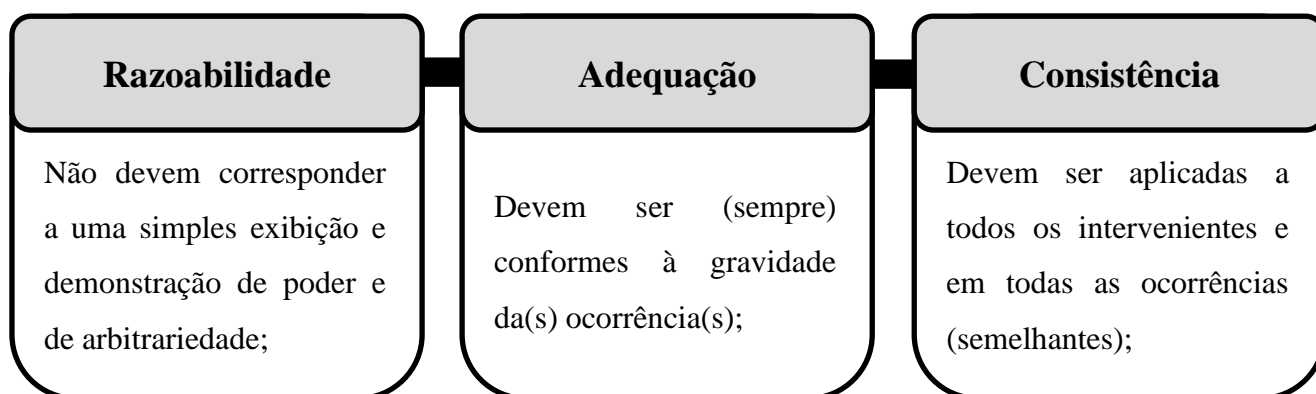 Razoabilidade
Não devem corresponder
a uma simples exibição e
demonstração de poder e
de arbitrariedade;
Adequação
Devem ser (sempre)
conformes à gravidade
da(s) ocorrência(s);
Consistência
Devem ser aplicadas a
todos os intervenientes e
em todas as ocorrências
(semelhantes);